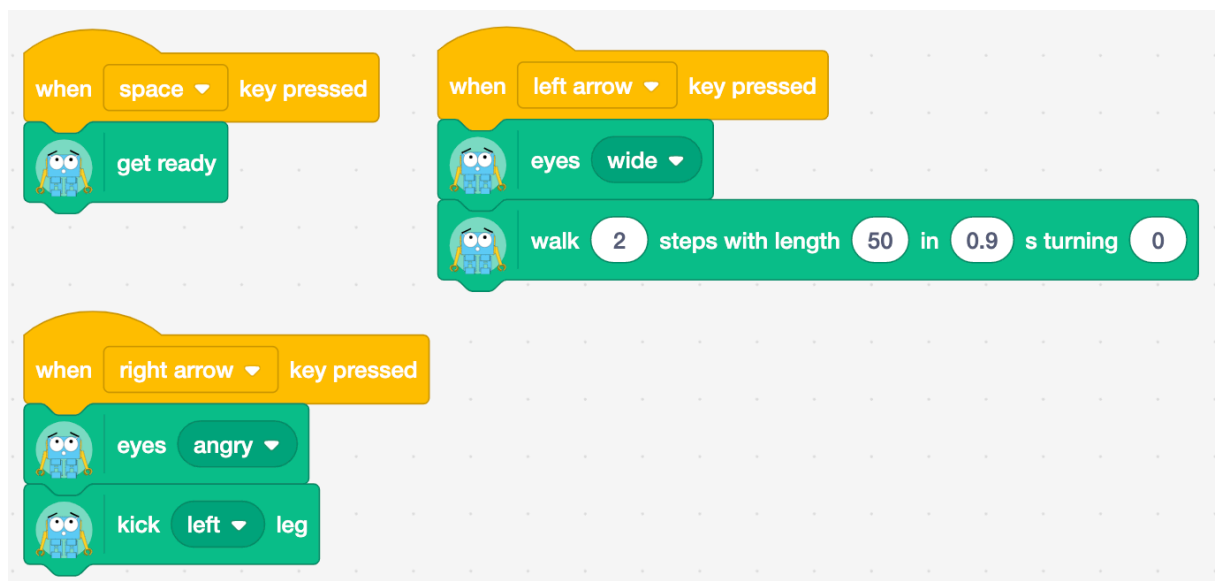 when space key pressed
get ready
when left arrow key pressed
eyes wide
walk 2 steps with length 50 in 0.9 s turning 0
when right arrow key pressed
eyes angry
kick left leg